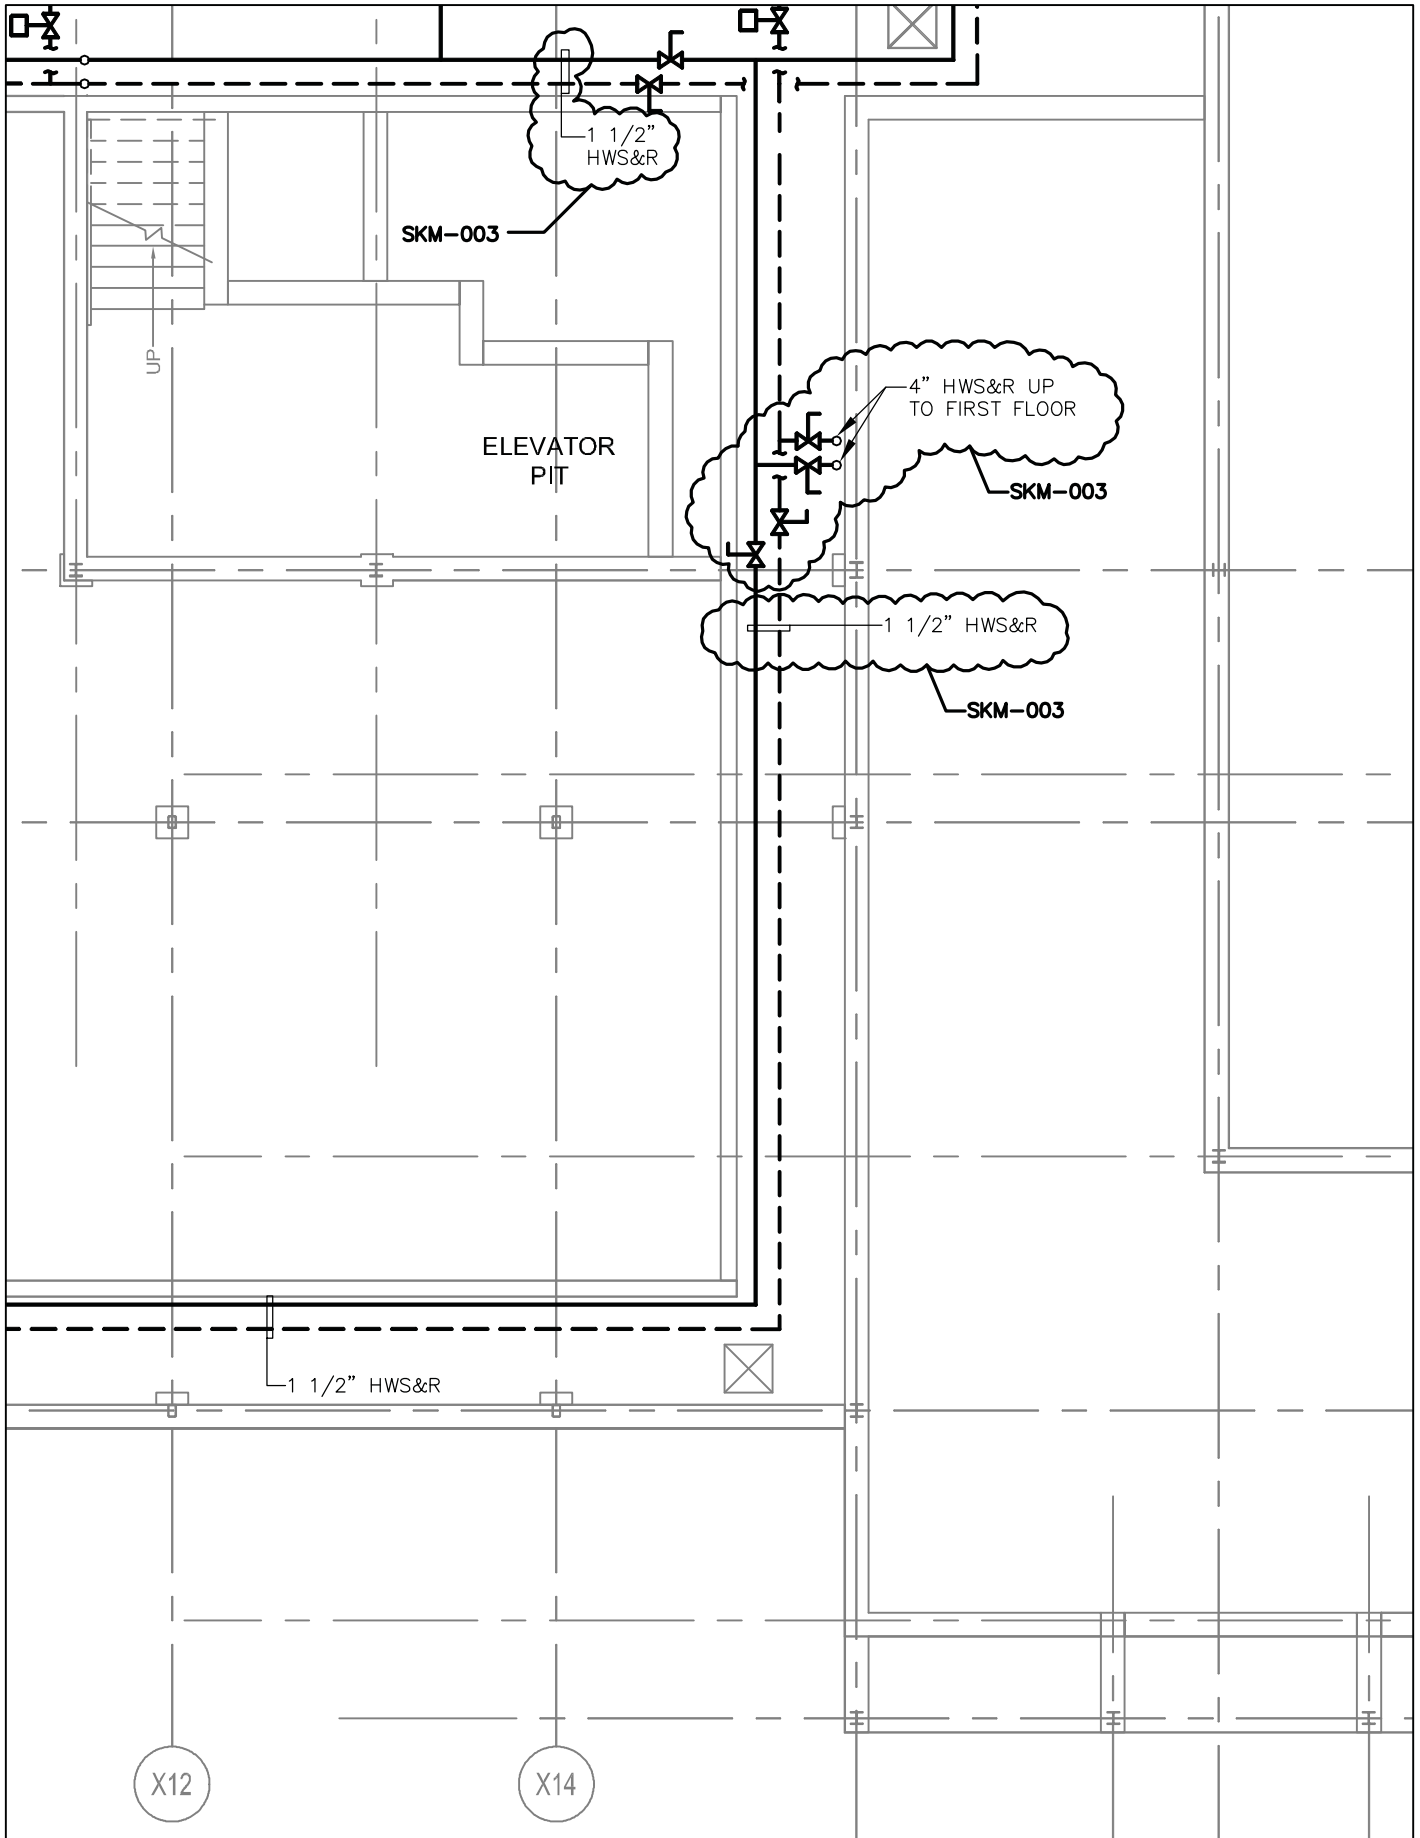 1 1/2" 
HWS&R
SKM-003
UP
4" HWS&R UP
TO FIRST FLOOR
ELEVATOR
PIT
SKM-003
1 1/2" HWS&R
SKM-003
1 1/2" HWS&R
X12
X14